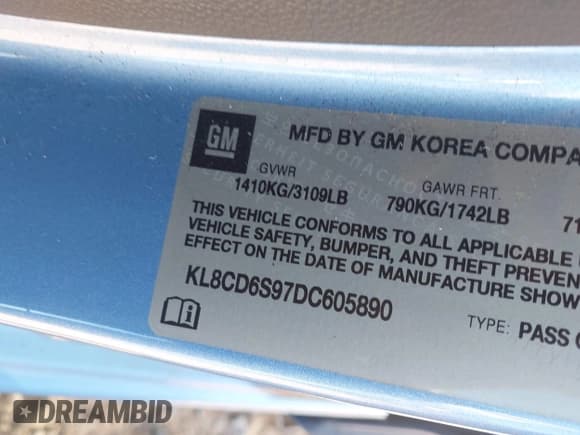 GM
MFD BY GM KOREA COMPA
GVWR
1410KG/3109LB
GAWR FRT.
790KG/1742LB
71
THIS VEHICLE CONFORMS TO ALL APPLICABLE
VEHICLE SAFETY, BUMPER, AND THEFT PREVEN
EFFECT ON THE DATE OF MANUFACTURE SHOW
KL8CD6S97DC605890
TYPE: PASS
DREAMBID